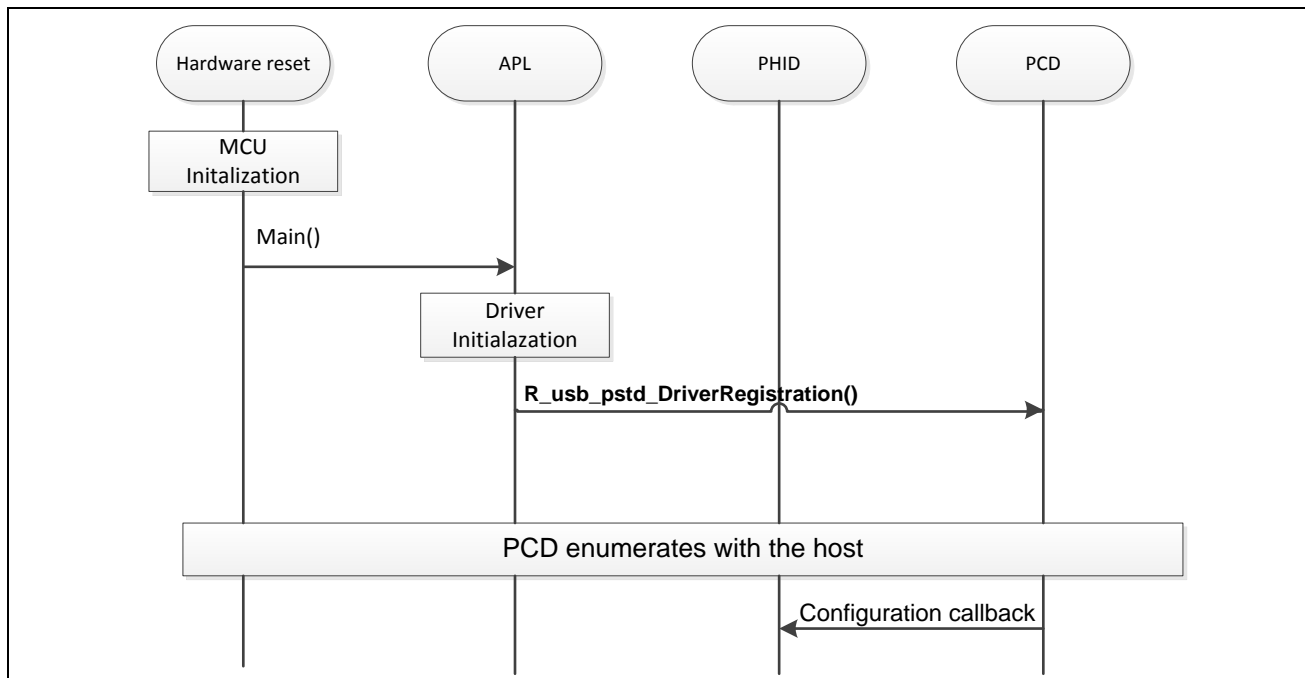 Hardware reset
APL
PHID
PCD
MCU
Initalization
Main()
Driver
Initialazation
R_usb_pstd_DriverRegistration()
PCD enumerates with the host
Configuration callback